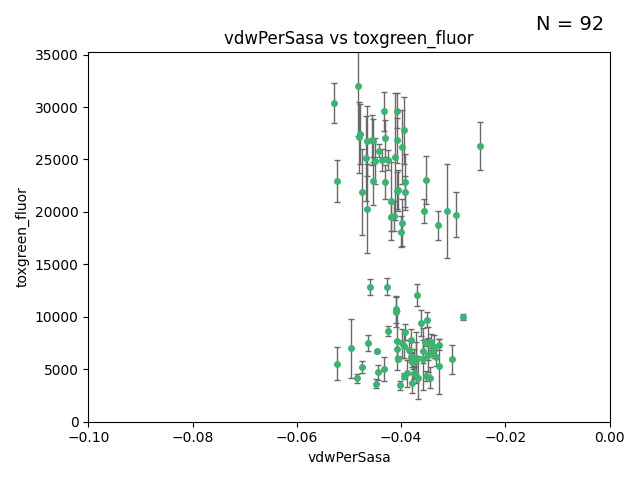 N = 92
vdwPerSasa vs toxgreen_fluor
35000
30000
25000
20000
15000
10000
5000
0
toxgreen_fluor
−0.10 −0.08 −0.06 −0.04 −0.02 0.00
vdwPerSasa